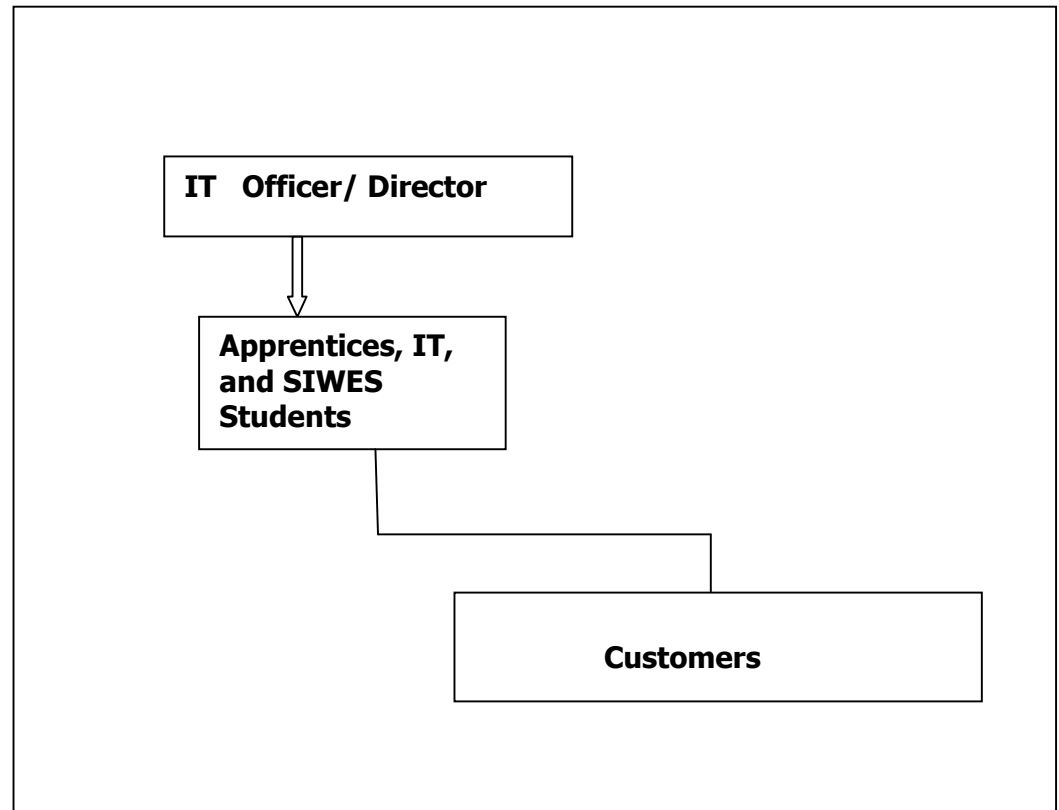 IT Officer/ Director
Apprentices, IT,
and SIWES
Students
Customers